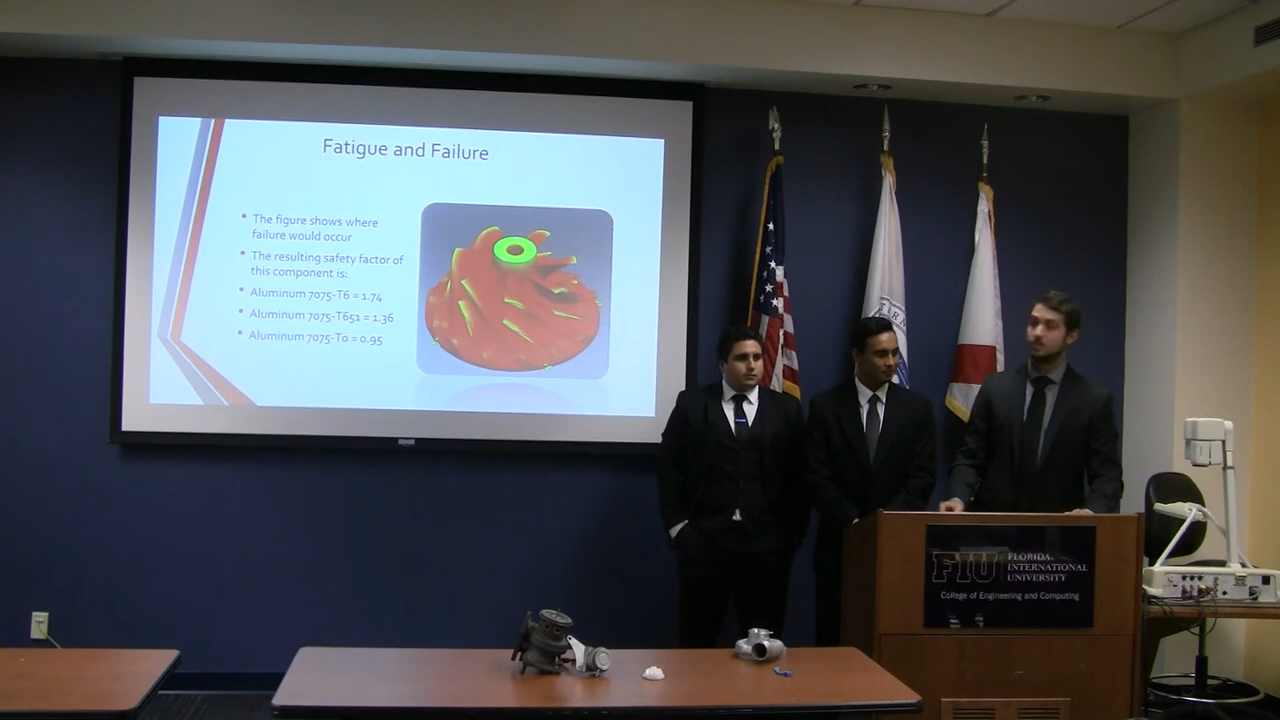 Fatigue and Failure
• The figure shows where
failure would occur
• The resulting safety factor of
this component is:
• Aluminum 7075-T6 = 1.74
• Aluminum 7075-T651 = 1.36
• Aluminum 7075-To = 0.95
FIU
FLORIDA
INTERNATIONAL
UNIVERSITY
College of Engineering and Computing